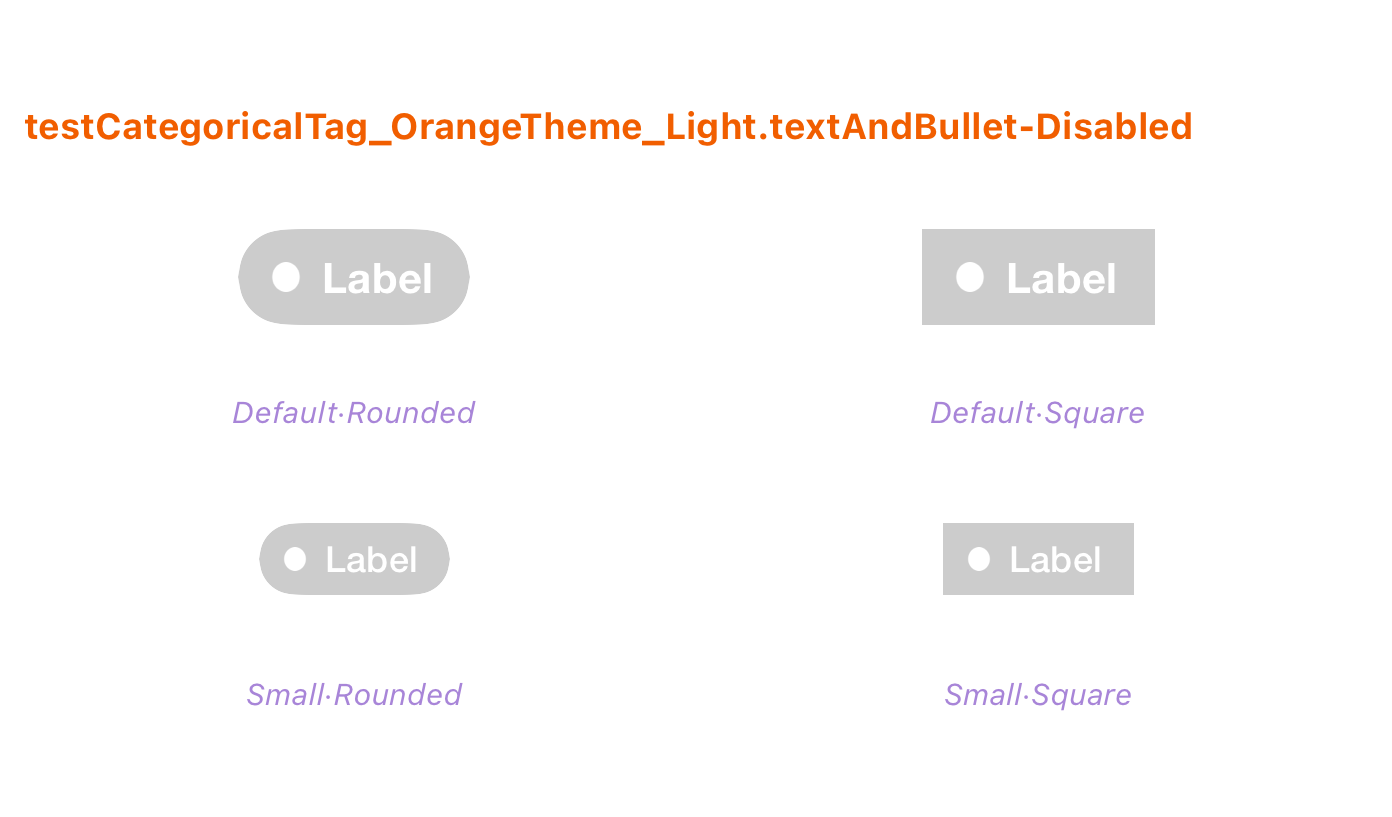 testCategoricalTag_OrangeTheme_Light.textAndBullet-Disabled
Label Label
Default·Rounded Default·Square
Label Label
Small·Rounded Small·Square